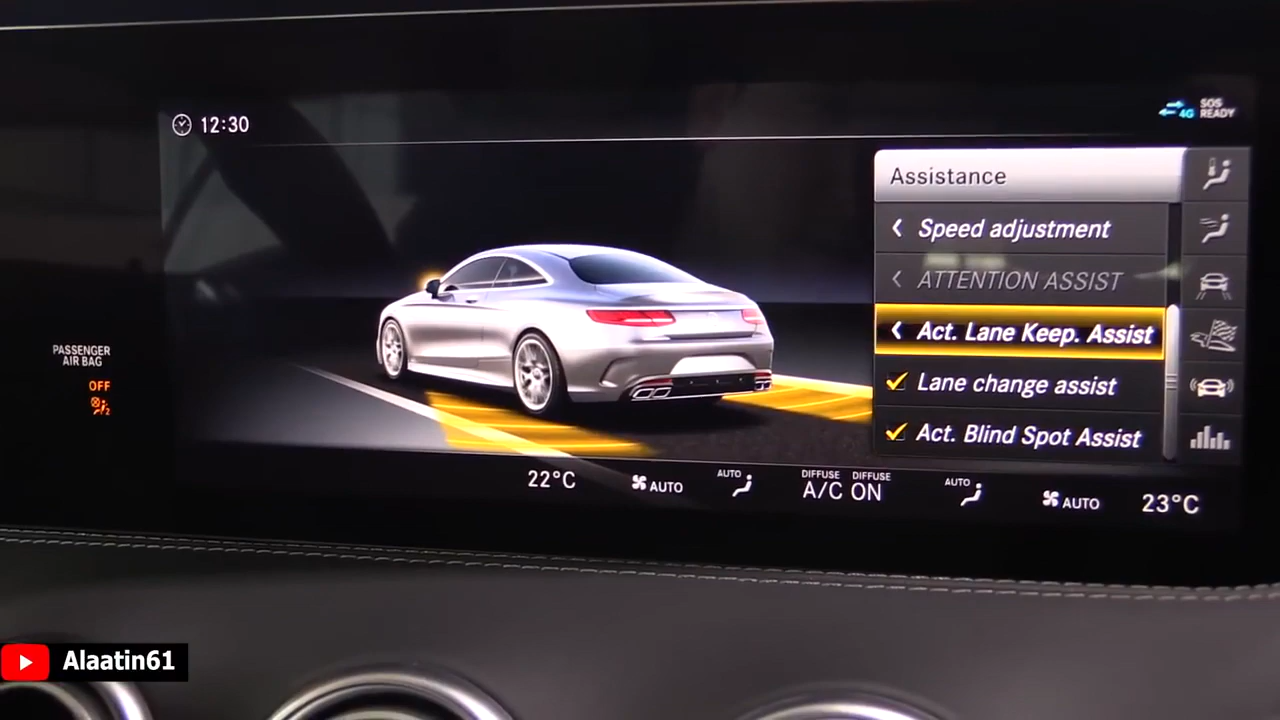 12:30
4G
SOS
READY
Assistance
Speed adjustment
ATTENTION ASSIST
Act. Lane Keep. Assist
Lane change assist
Act. Blind Spot Assist
PASSENGER
AIR BAG
OFF
22°C
AUTO
AUTO
DIFFUSE DIFFUSE
A/C ON
AUTO
AUTO
23°C
Alaatin61